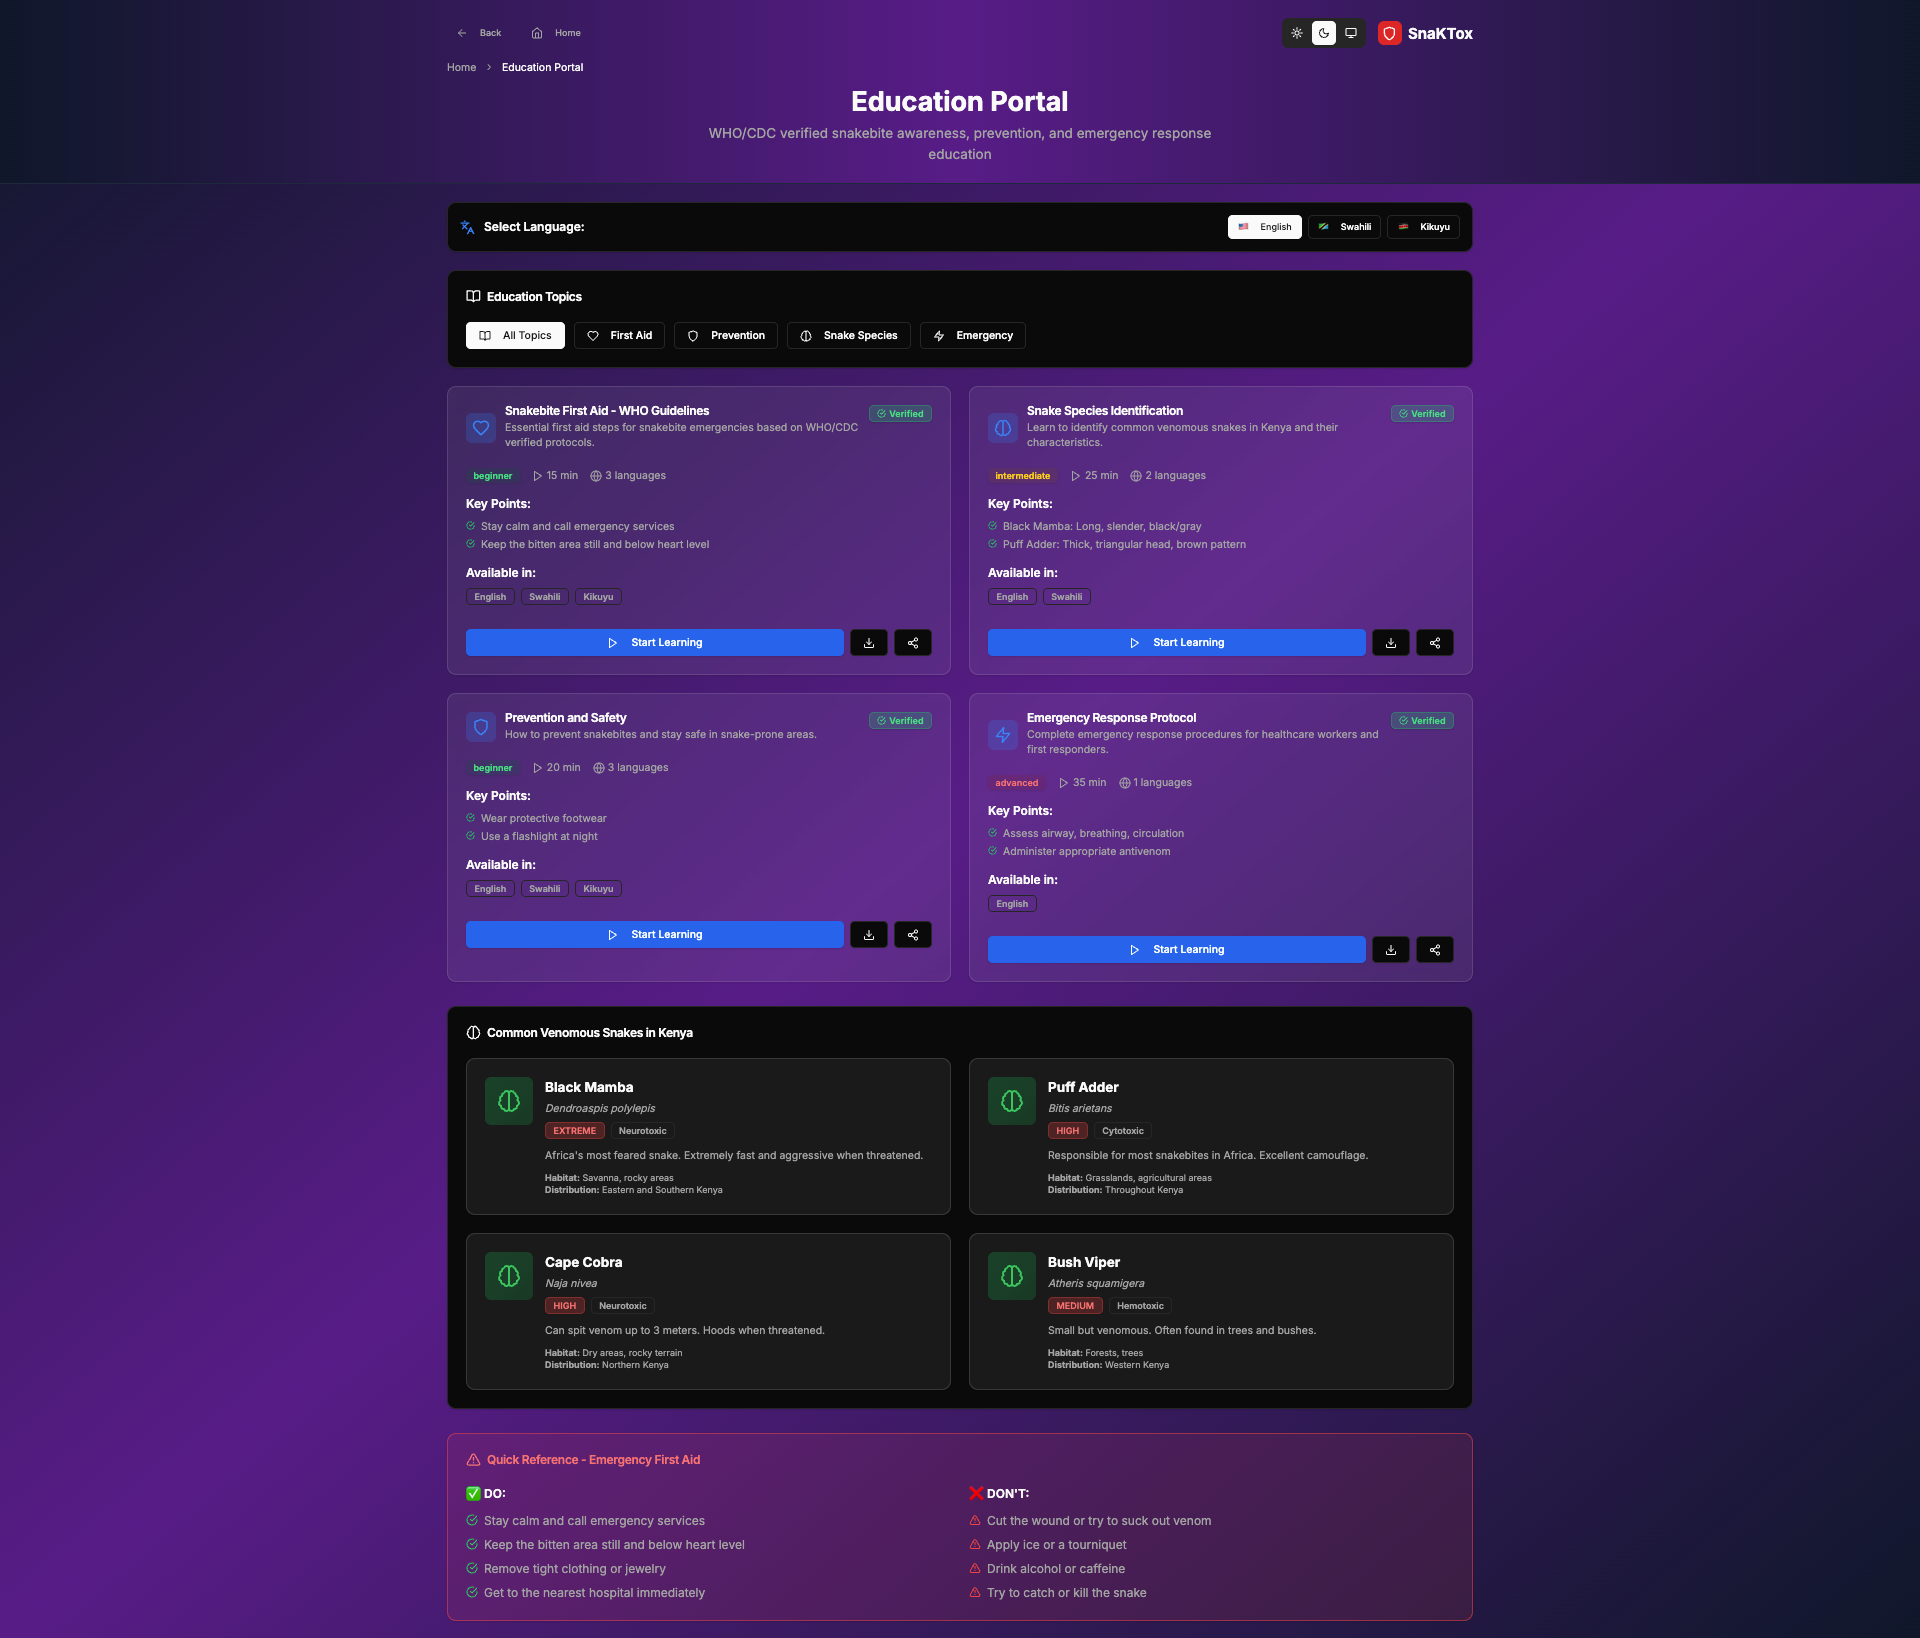 Back
Home
SnaKTox
Home > Education Portal
Education Portal
WHO/CDC verified snakebite awareness, prevention, and emergency response
education
Select Language:
English
Swahili
Kikuyu
Education Topics
All Topics
First Aid
Prevention
Snake Species
Emergency
Snakebite First Aid - WHO Guidelines
Verified
Essential first aid steps for snakebite emergencies based on WHO/CDC
verified protocols.
beginner
15 min
3 languages
Key Points:
Stay calm and call emergency services
Keep the bitten area still and below heart level
Available in:
English
Swahili
Kikuyu
Start Learning
Snake Species Identification
Verified
Learn to identify common venomous snakes in Kenya and their
characteristics.
intermediate
25 min
2 languages
Key Points:
Black Mamba: Long, slender, black/gray
Puff Adder: Thick, triangular head, brown pattern
Available in:
English
Swahili
Start Learning
Prevention and Safety
Verified
How to prevent snakebites and stay safe in snake-prone areas.
beginner
20 min
3 languages
Key Points:
Wear protective footwear
Use a flashlight at night
Available in:
English
Swahili
Kikuyu
Start Learning
Emergency Response Protocol
Verified
Complete emergency response procedures for healthcare workers and
first responders.
advanced
35 min
1 languages
Key Points:
Assess airway, breathing, circulation
Administer appropriate antivenom
Available in:
English
Start Learning
Common Venomous Snakes in Kenya
Black Mamba
Dendroaspis polylepis
EXTREME
Neurotoxic
Africa's most feared snake. Extremely fast and aggressive when threatened.
Habitat: Savanna, rocky areas
Distribution: Eastern and Southern Kenya
Puff Adder
Bitis arietans
HIGH
Cytotoxic
Responsible for most snakebites in Africa. Excellent camouflage.
Habitat: Grasslands, agricultural areas
Distribution: Throughout Kenya
Cape Cobra
Naja nivea
HIGH
Neurotoxic
Can spit venom up to 3 meters. Hoods when threatened.
Habitat: Dry areas, rocky terrain
Distribution: Northern Kenya
Bush Viper
Atheris squamigera
MEDIUM
Hemotoxic
Small but venomous. Often found in trees and bushes.
Habitat: Forests, trees
Distribution: Western Kenya
Quick Reference - Emergency First Aid
✅ DO:
Stay calm and call emergency services
Keep the bitten area still and below heart level
Remove tight clothing or jewelry
Get to the nearest hospital immediately
❌ DON'T:
Cut the wound or try to suck out venom
Apply ice or a tourniquet
Drink alcohol or caffeine
Try to catch or kill the snake